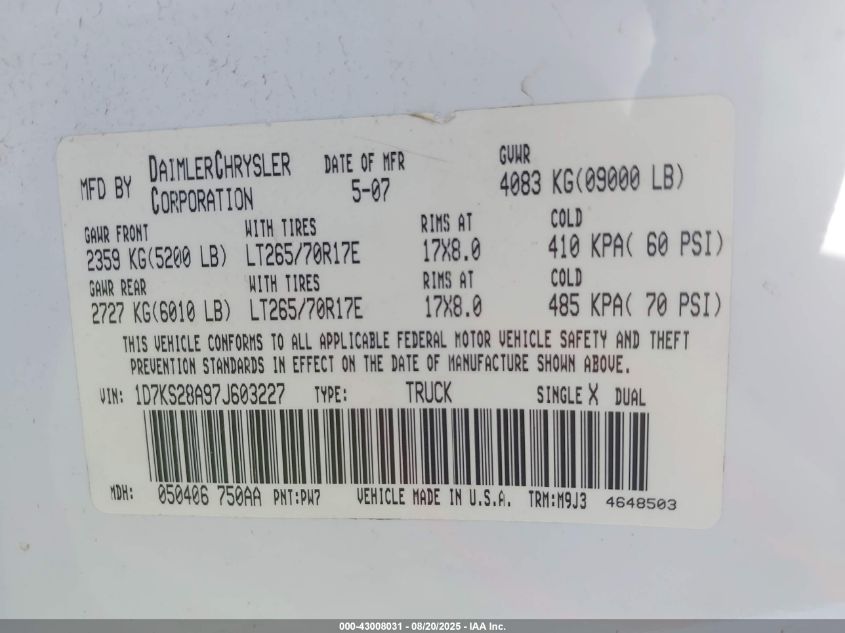 MFD BY DAIMLERCHRYSLER CORPORATION DATE OF MFR 5-07 GVWR 4083 KG(09000 LB)
GAWR FRONT WITH TIRES RIMS AT COLD
2359 KG(5200 LB) LT265/70R17E 17X8.0 410 KPA( 60 PSI)
GAWR REAR WITH TIRES RIMS AT COLD
2727 KG(6010 LB) LT265/70R17E 17X8.0 485 KPA( 70 PSI)
THIS VEHICLE CONFORMS TO ALL APPLICABLE FEDERAL MOTOR VEHICLE SAFETY AND THEFT
PREVENTION STANDARDS IN EFFECT ON THE DATE OF MANUFACTURE SHOWN ABOVE.
VIN: 1D7KS28A97J603227 TYPE: TRUCK SINGLE X DUAL
MDH: 050406 750AA PNT:PW7 VEHICLE MADE IN U.S.A. TRM:M9J3 4648503
000-43008031 - 08/20/2025 - IAA Inc.